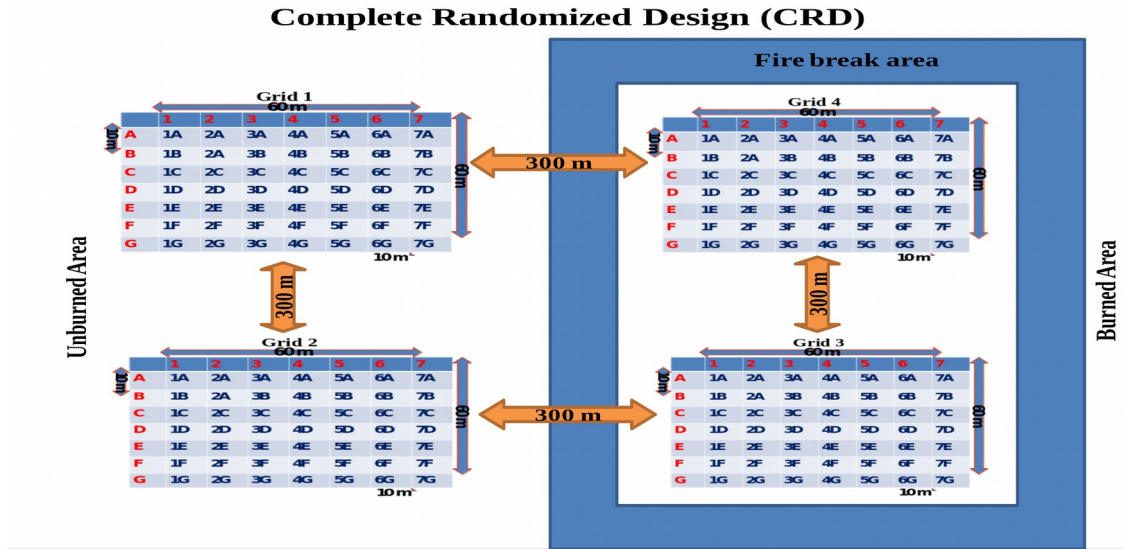 Complete Randomized Design (CRD)
Fire break area
Unburned Area
Burned Area
Grid 1
60m
10m
1 2 3 4 5 6 7
A 1A 2A 3A 4A 5A 6A 7A
B 1B 2A 3B 4B 5B 6B 7B
C 1C 2C 3C 4C 5C 6C 7C
D 1D 2D 3D 4D 5D 6D 7D
E 1E 2E 3E 4E 5E 6E 7E
F 1F 2F 3F 4F 5F 6F 7F
G 1G 2G 3G 4G 5G 6G 7G
60m
10m
300 m
Grid 4
60m
10m
1 2 3 4 5 6 7
A 1A 2A 3A 4A 5A 6A 7A
B 1B 2A 3B 4B 5B 6B 7B
C 1C 2C 3C 4C 5C 6C 7C
D 1D 2D 3D 4D 5D 6D 7D
E 1E 2E 3E 4E 5E 6E 7E
F 1F 2F 3F 4F 5F 6F 7F
G 1G 2G 3G 4G 5G 6G 7G
60m
10m
300 m
300 m
Grid 2
60m
10m
1 2 3 4 5 6 7
A 1A 2A 3A 4A 5A 6A 7A
B 1B 2A 3B 4B 5B 6B 7B
C 1C 2C 3C 4C 5C 6C 7C
D 1D 2D 3D 4D 5D 6D 7D
E 1E 2E 3E 4E 5E 6E 7E
F 1F 2F 3F 4F 5F 6F 7F
G 1G 2G 3G 4G 5G 6G 7G
60m
10m
300 m
Grid 3
60m
10m
1 2 3 4 5 6 7
A 1A 2A 3A 4A 5A 6A 7A
B 1B 2A 3B 4B 5B 6B 7B
C 1C 2C 3C 4C 5C 6C 7C
D 1D 2D 3D 4D 5D 6D 7D
E 1E 2E 3E 4E 5E 6E 7E
F 1F 2F 3F 4F 5F 6F 7F
G 1G 2G 3G 4G 5G 6G 7G
60m
10m